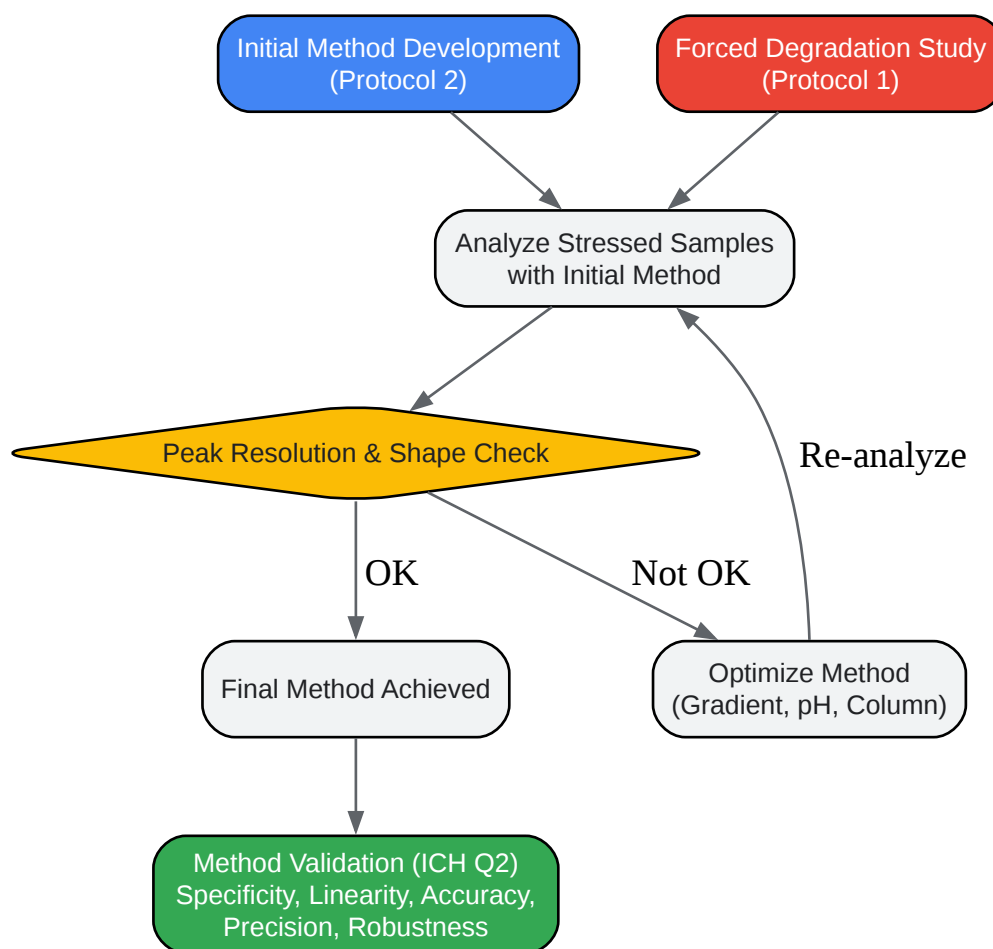 Initial Method Development
(Protocol 2)
Forced Degradation Study
(Protocol 1)
Analyze Stressed Samples
with Initial Method
Peak Resolution & Shape Check
Re-analyze
OK
Not OK
Final Method Achieved
Optimize Method
(Gradient, pH, Column)
Method Validation (ICH Q2)
Specificity, Linearity, Accuracy,
Precision, Robustness